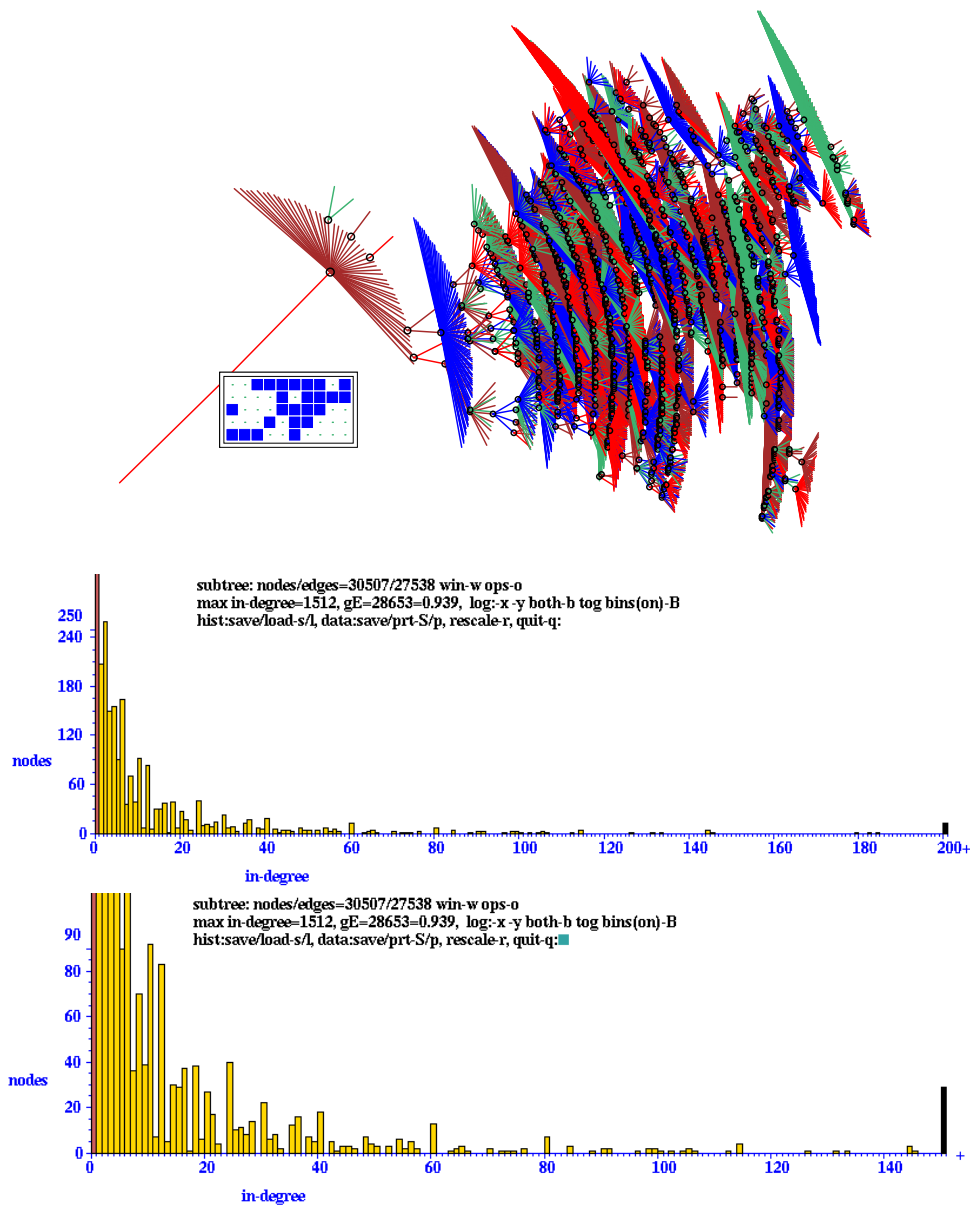 subtree: nodes/edges=30507/27538 win-w ops-o
max in-degree=1512, gE=28653=0.939, log:-x -y both-b tog bins(on)-B
hist:save/load-s/l, data:save/prt-S/p, rescale-r, quit-q:
250
240
180
120
nodes
60
0
0 20 40 60 80 100 120 140 160 180 200+
in-degree
subtree: nodes/edges=30507/27538 win-w ops-o
max in-degree=1512, gE=28653=0.939, log:-x -y both-b tog bins(on)-B
hist:save/load-s/l, data:save/prt-S/p, rescale-r, quit-q:
90
80
60
40
nodes
20
0
0 20 40 60 80 100 120 140 +
in-degree